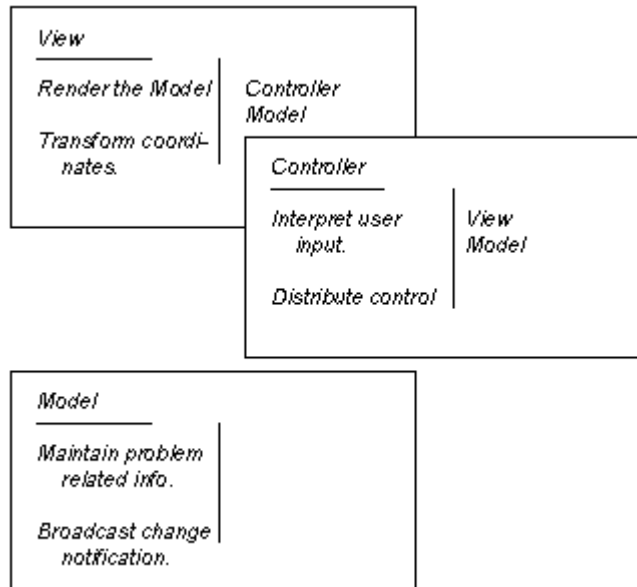 View
Render the Model
Controller
Model
Transform coordi-
nates.
Controller
Interpret user
input.
View
Model
Distribute control
Model
Maintain problem
related info.
Broadcast change
notification.